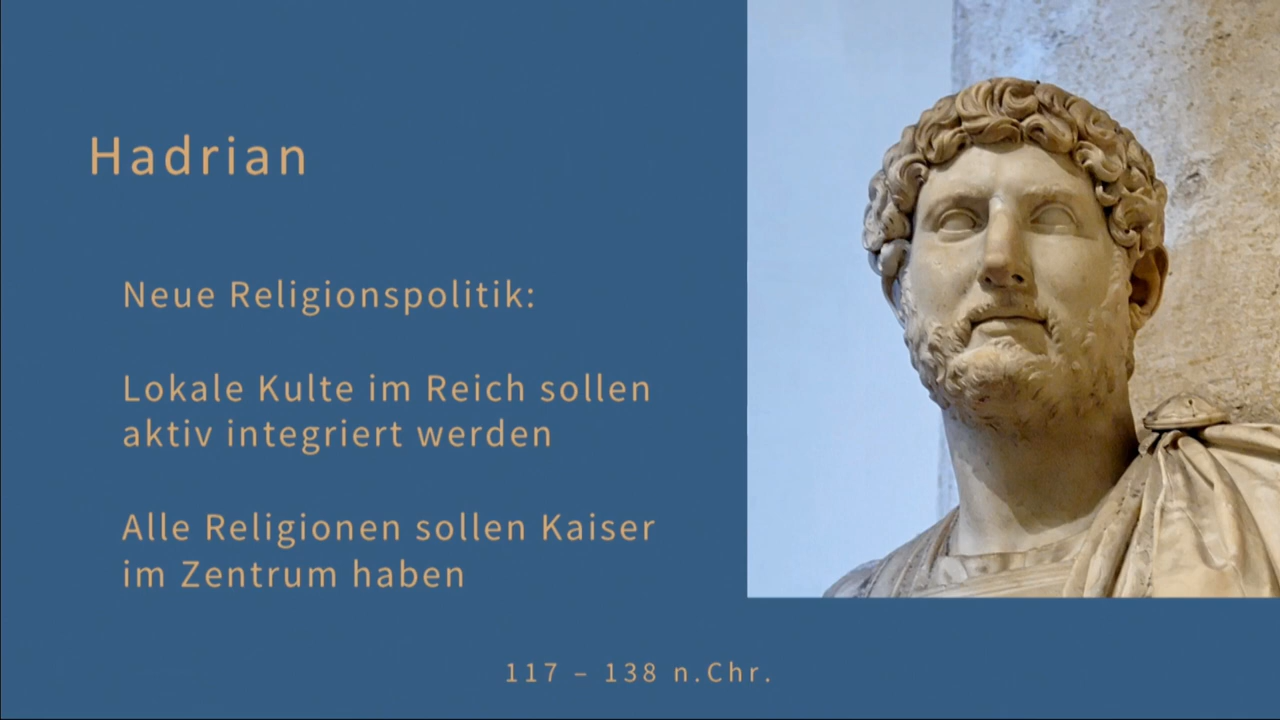 Hadrian
Neue Religionspolitik:
Lokale Kulte im Reich sollen
aktiv integriert werden
Alle Religionen sollen Kaiser
im Zentrum haben
117 – 138 n.Chr.